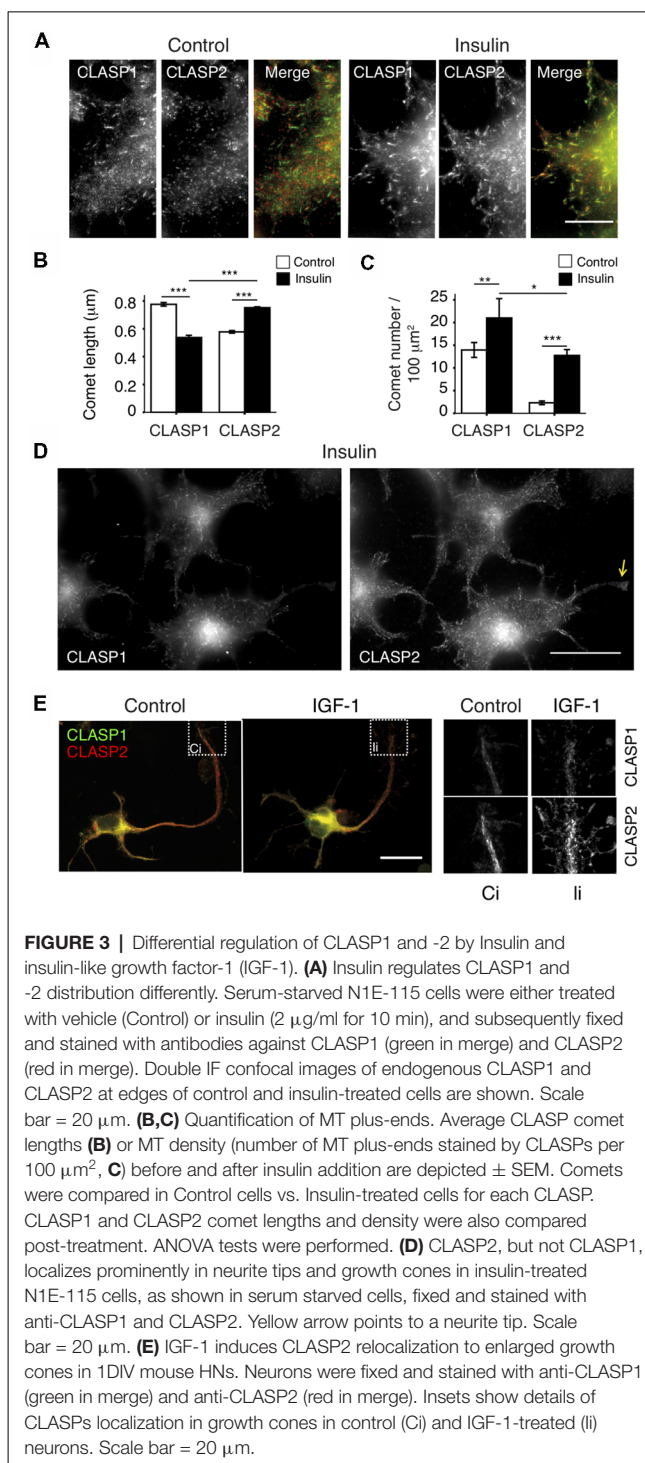 A
Control
Insulin
CLASP1 CLASP2 Merge CLASP1 CLASP2 Merge
B
Control
Insulin
Comet length (μm)
0.8
0.6
0.4
0.2
0
***
***
***
CLASP1 CLASP2
C
Control
Insulin
Comet number / 100 μm²
25
20
15
10
5
0
**
*
***
CLASP1 CLASP2
D
Insulin
CLASP1 CLASP2
E
Control IGF-1 Control IGF-1
CLASP1
CLASP2
Ci Ii
CLASP1
CLASP2
Ci Ii
FIGURE 3 | Differential regulation of CLASP1 and -2 by Insulin and
insulin-like growth factor-1 (IGF-1). (A) Insulin regulates CLASP1 and
-2 distribution differently. Serum-starved N1E-115 cells were either treated
with vehicle (Control) or insulin (2 μg/ml for 10 min), and subsequently fixed
and stained with antibodies against CLASP1 (green in merge) and CLASP2
(red in merge). Double IF confocal images of endogenous CLASP1 and
CLASP2 at edges of control and insulin-treated cells are shown. Scale
bar = 20 μm. (B,C) Quantification of MT plus-ends. Average CLASP comet
lengths (B) or MT density (number of MT plus-ends stained by CLASPs per
100 μm², C) before and after insulin addition are depicted ± SEM. Comets
were compared in Control cells vs. Insulin-treated cells for each CLASP.
CLASP1 and CLASP2 comet lengths and density were also compared
post-treatment. ANOVA tests were performed. (D) CLASP2, but not CLASP1,
localizes prominently in neurite tips and growth cones in insulin-treated
N1E-115 cells, as shown in serum starved cells, fixed and stained with
anti-CLASP1 and CLASP2. Yellow arrow points to a neurite tip. Scale
bar = 20 μm. (E) IGF-1 induces CLASP2 relocalization to enlarged growth
cones in 1DIV mouse HNs. Neurons were fixed and stained with anti-CLASP1
(green in merge) and anti-CLASP2 (red in merge). Insets show details of
CLASPs localization in growth cones in control (Ci) and IGF-1-treated (Ii)
neurons. Scale bar = 20 μm.